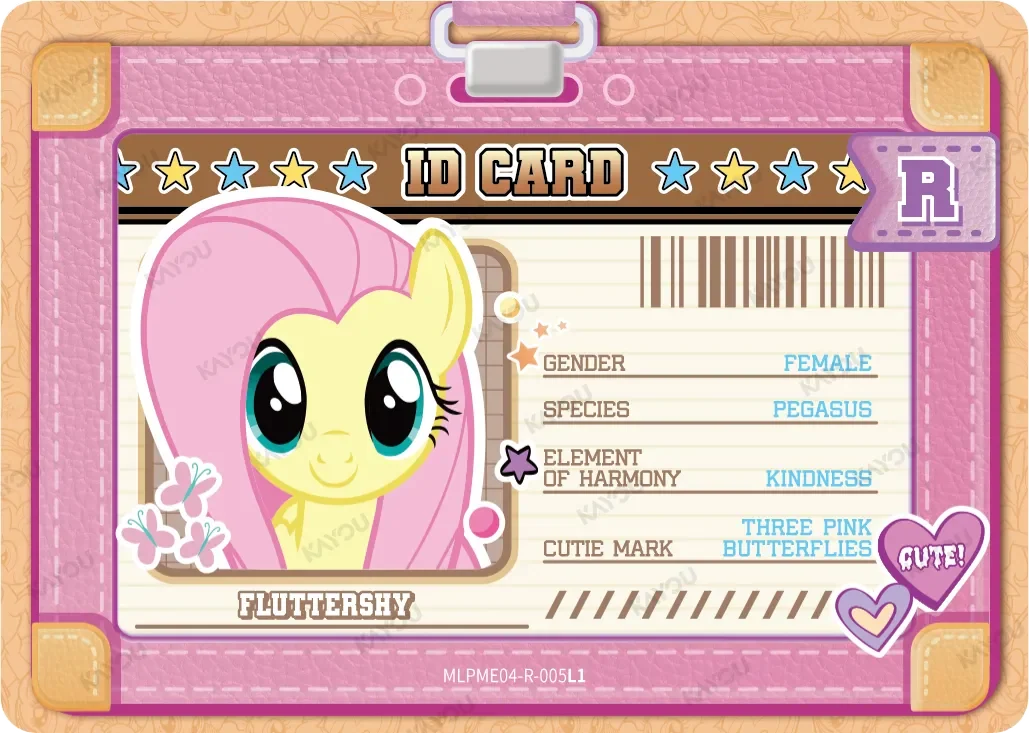 ID CARD
R
GENDER FEMALE
SPECIES PEGASUS
ELEMENT
OF HARMONY KINDNESS
THREE PINK
CUTIE MARK BUTTERFLIES
CUTE!
FLUTTERSHY
MLPME04-R-005L1
KAYOU